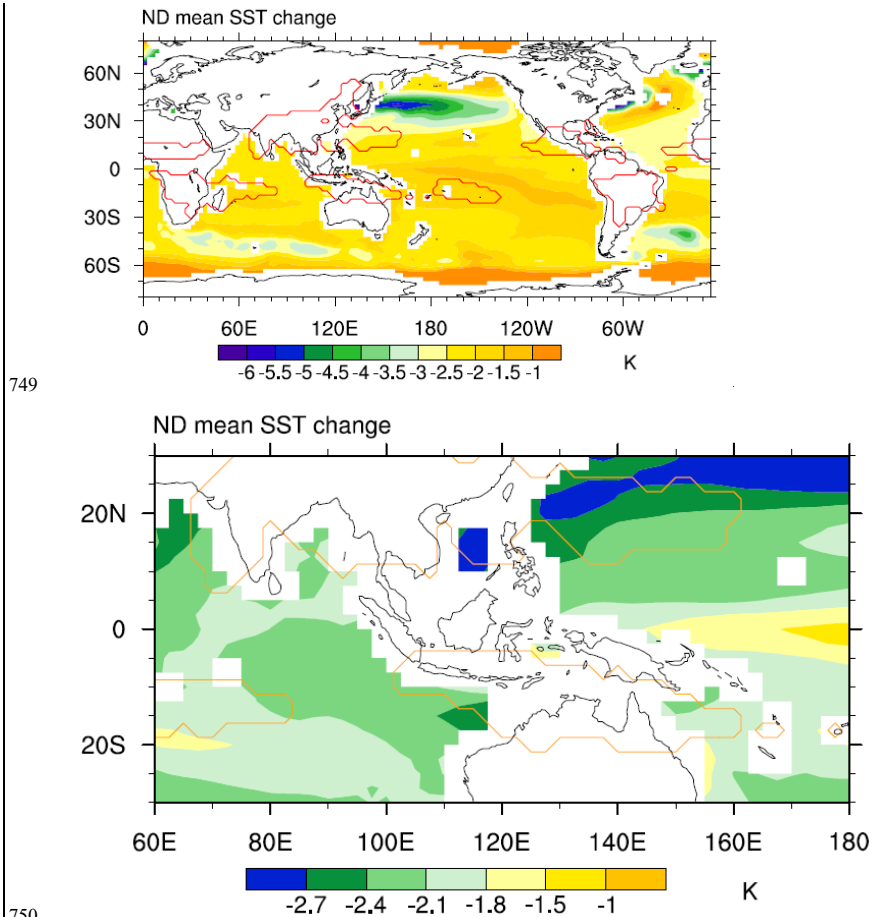 ND mean SST change
60N
30N
0
30S
60S
0 60E 120E 180 120W 60W
-6 -5.5 -5 -4.5 -4 -3.5 -3 -2.5 -2 -1.5 -1 K
749
ND mean SST change
20N
0
20S
60E 80E 100E 120E 140E 160E 180
-2.7 -2.4 -2.1 -1.8 -1.5 -1 K
750